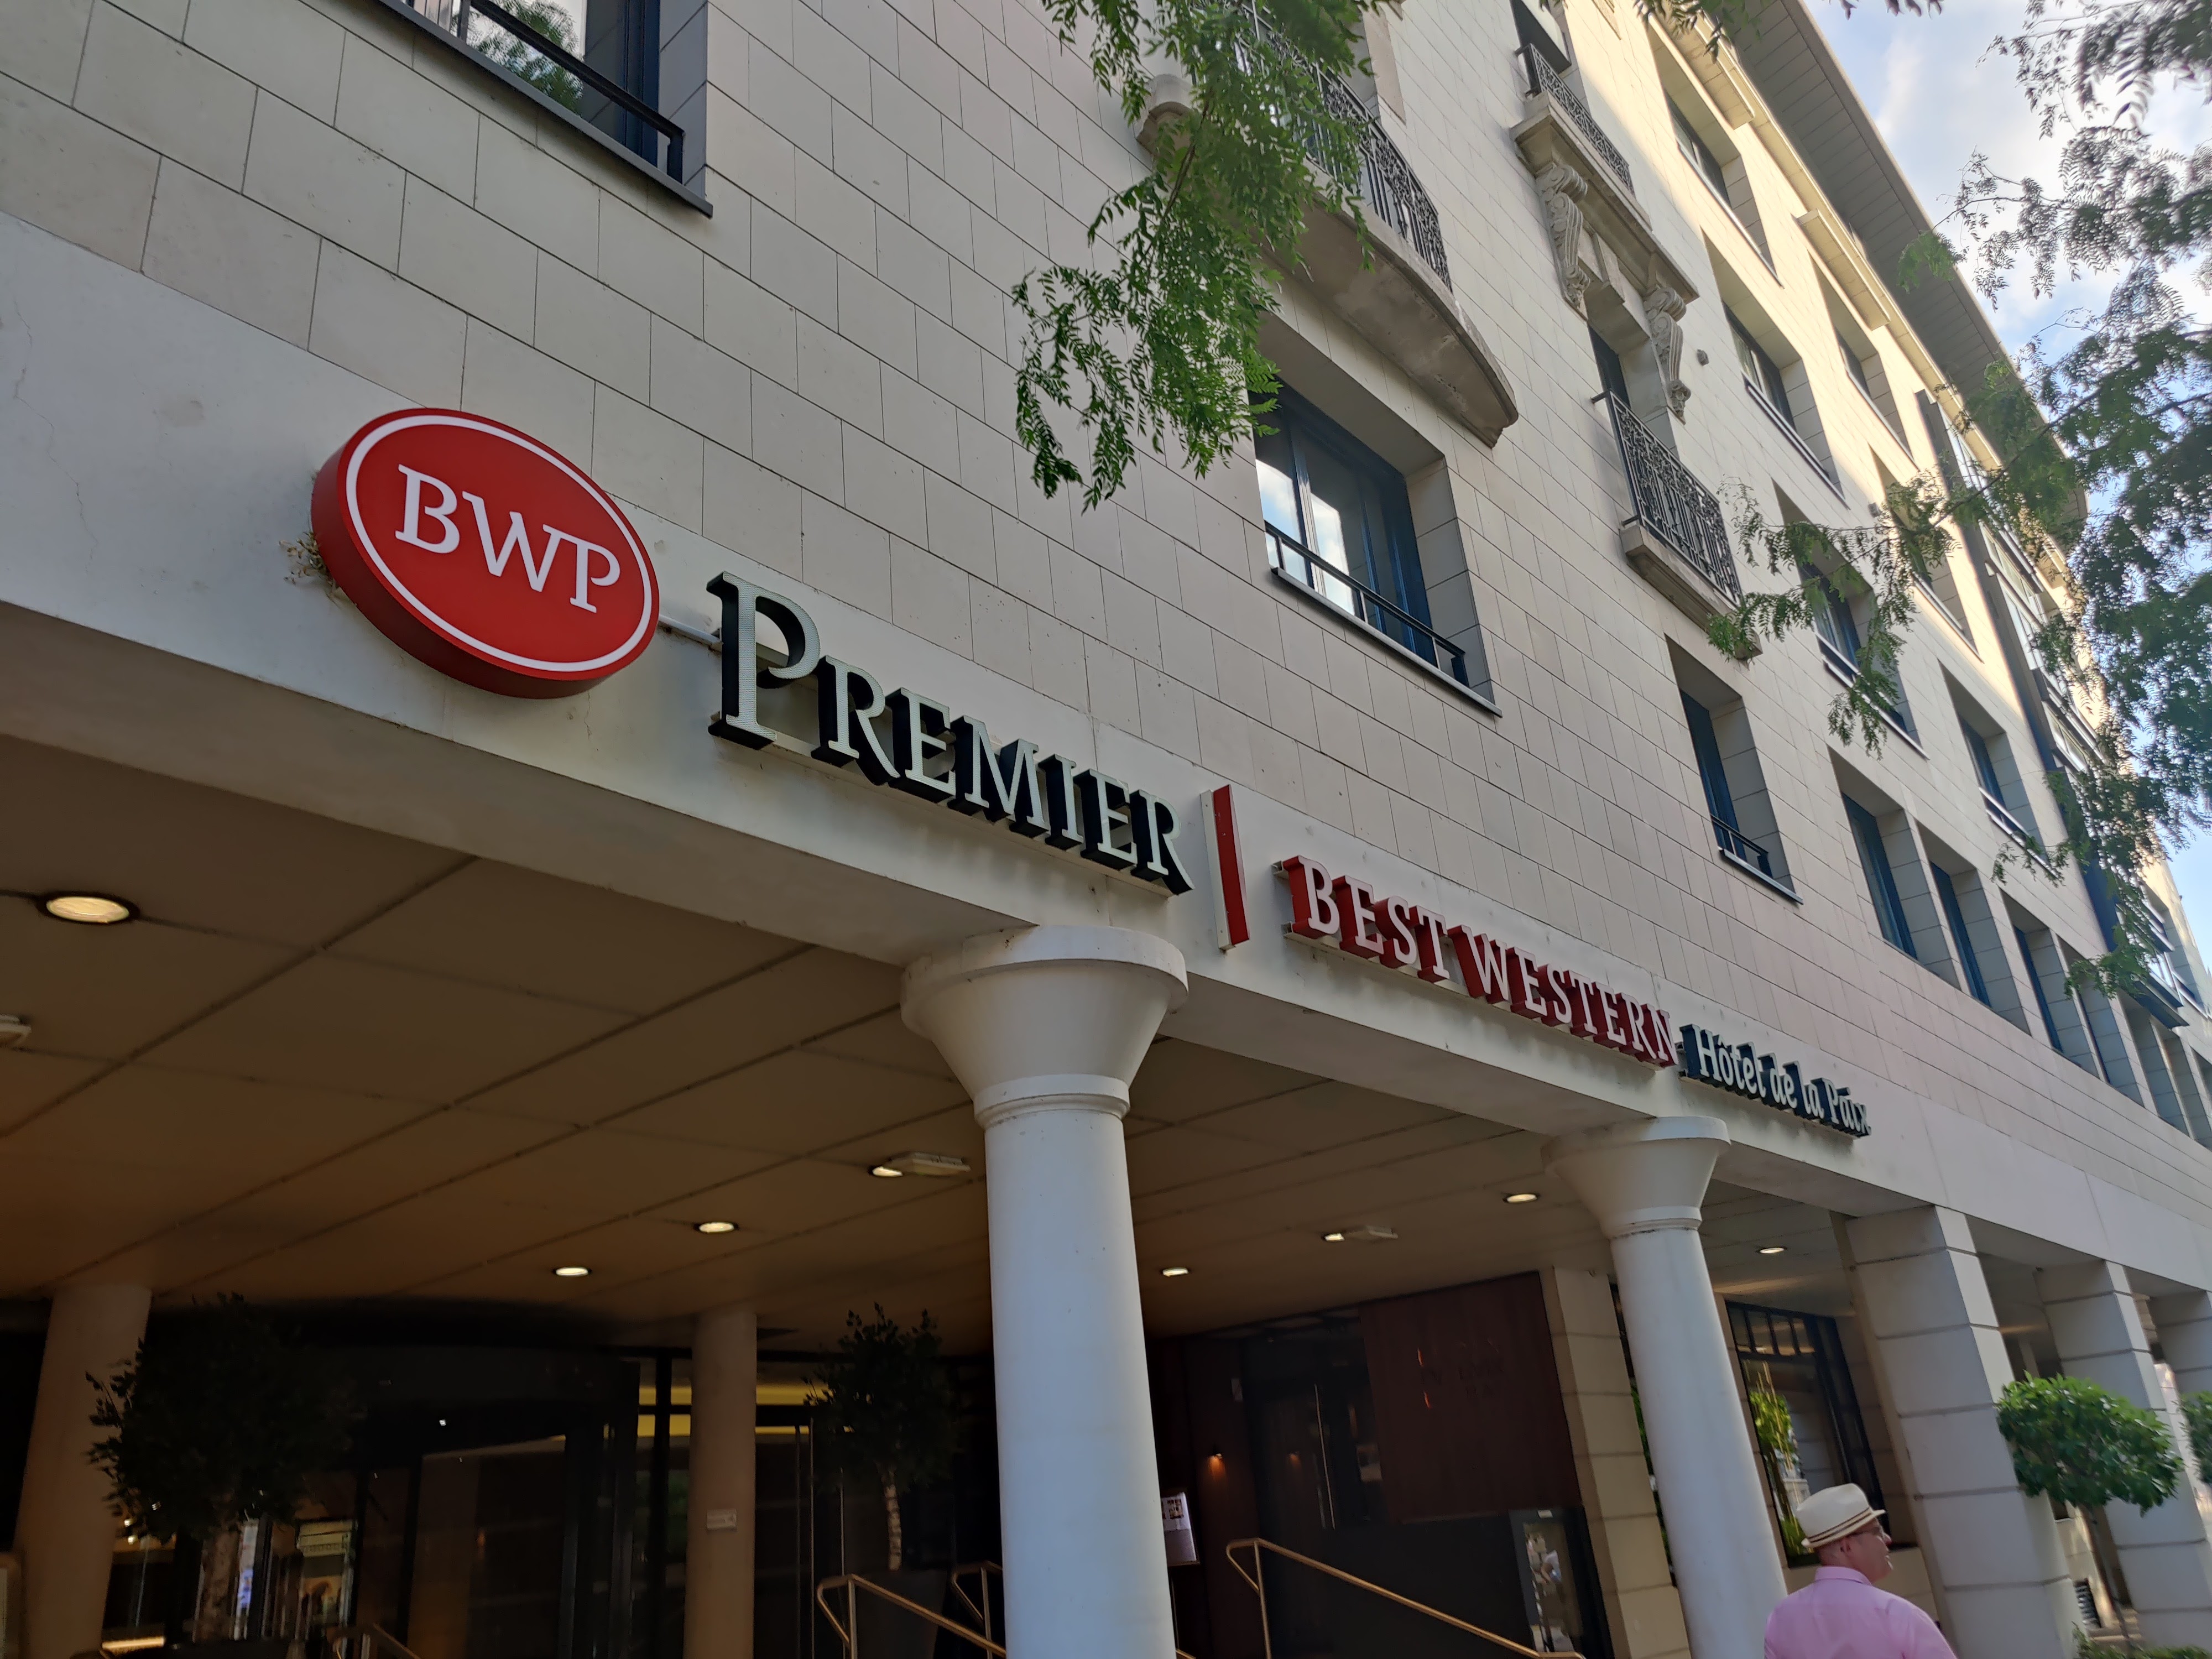 BWP
PREMIER
BEST WESTERN
Hôtel de la Paix